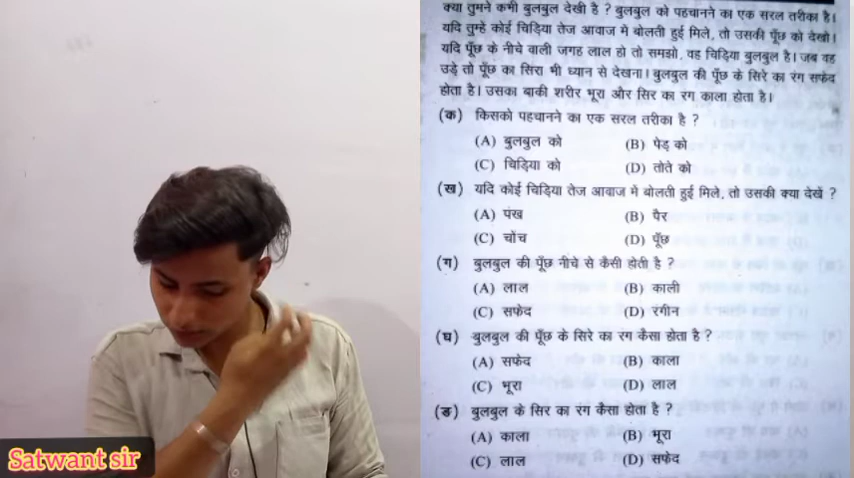 क्या तुमने कभी बुलबुल देखी है ? बुलबुल को पहचानने का एक सरल तरीका है।
यदि तुम्हें कोई चिड़िया तेज आवाज में बोलती हुई मिले, तो उसकी पूँछ को देखो।
यदि पूँछ के नीचे वाली जगह लाल हो तो समझो, वह चिड़िया बुलबुल है। जब वह
उड़े तो पूँछ का सिरा भी ध्यान से देखना। बुलबुल की पूँछ के सिरे का रंग सफेद
होता है। उसका बाकी शरीर भूरा और सिर का रंग काला होता है।
(क) किसको पहचानने का एक सरल तरीका है ?
(A) बुलबुल को (B) पेड़ को
(C) चिड़िया को (D) तोते को
(ख) यदि कोई चिड़िया तेज आवाज में बोलती हुई मिले, तो उसकी क्या देखें ?
(A) पंख (B) पैर
(C) चोंच (D) पूँछ
(ग) बुलबुल की पूँछ नीचे से कैसी होती है ?
(A) लाल (B) काली
(C) सफेद (D) रंगीन
(घ) बुलबुल की पूँछ के सिरे का रंग कैसा होता है ?
(A) सफेद (B) काला
(C) भूरा (D) लाल
(ङ) बुलबुल के सिर का रंग कैसा होता है ?
(A) काला (B) भूरा
(C) लाल (D) सफेद
Satwant sir